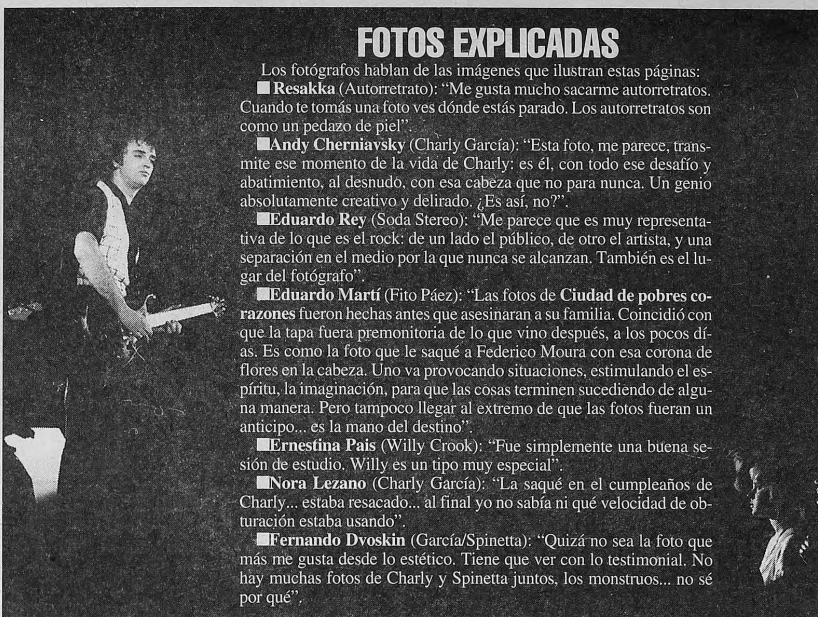 FOTOS EXPLICADAS
Los fotógrafos hablan de las imágenes que ilustran estas páginas:
■ Resakka (Autorretrato): “Me gusta mucho sacarme autorretratos.
Cuando te tomás una foto ves dónde estás parado. Los autorretratos son
como un pedazo de piel”.
■Andy Cherniavsky (Charly García): “Esta foto, me parece, trans-
mite ese momento de la vida de Charly: es él, con todo ese desafío y
abatimiento, al desnudo, con esa cabeza que no para nunca. Un genio
absolutamente creativo y delirado. ¿Es así, no?”.
■Eduardo Rey (Soda Stereo): “Me parece que es muy representa-
tiva de lo que es el rock: de un lado el público, de otro el artista, y una
separación en el medio por la que nunca se alcanzan. También es el lu-
gar del fotógrafo”.
■Eduardo Martí (Fito Páez): “Las fotos de Ciudad de pobres co-
razones fueron hechas antes que asesinaran a su familia. Coincidió con
que la tapa fuera premonitoria de lo que vino después, a los pocos dí-
as. Es como la foto que le saqué a Federico Moura con esa corona de
flores en la cabeza. Uno va provocando situaciones, estimulando el es-
píritu, la imaginación, para que las cosas terminen sucediendo de algu-
na manera. Pero tampoco llegar al extremo de que las fotos fueran un
anticipo... es la mano del destino”.
■Ernestina Pais (Willy Crook): “Fue simplemente una buena se-
sión de estudio. Willy es un tipo muy especial”.
■Nora Lezano (Charly García): “La saqué en el cumpleaños de
Charly... estaba resacado... al final yo no sabía ni qué velocidad de ob-
turación estaba usando”.
■Fernando Dvoskin (García/Spinetta): “Quizá no sea la foto que
más me gusta desde lo estético. Tiene que ver con lo testimonial. No
hay muchas fotos de Charly y Spinetta juntos, los monstruos... no sé
por qué”.